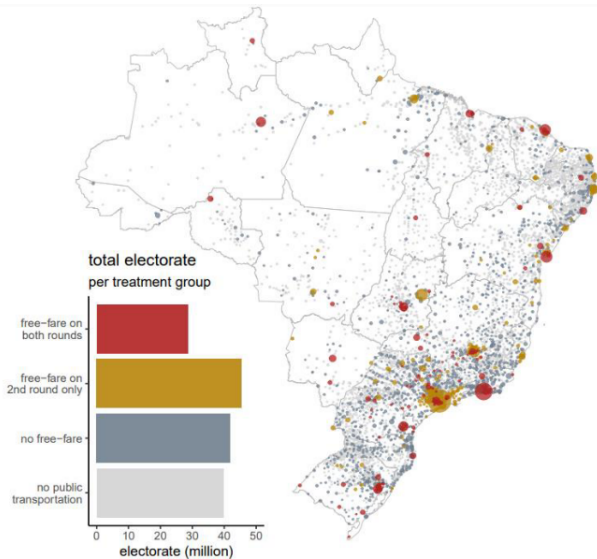 total electorate
per treatment group
free-fare on
both rounds
free-fare on
2nd round only
no free-fare
no public
transportation
0 10 20 30 40 50
electorate (million)